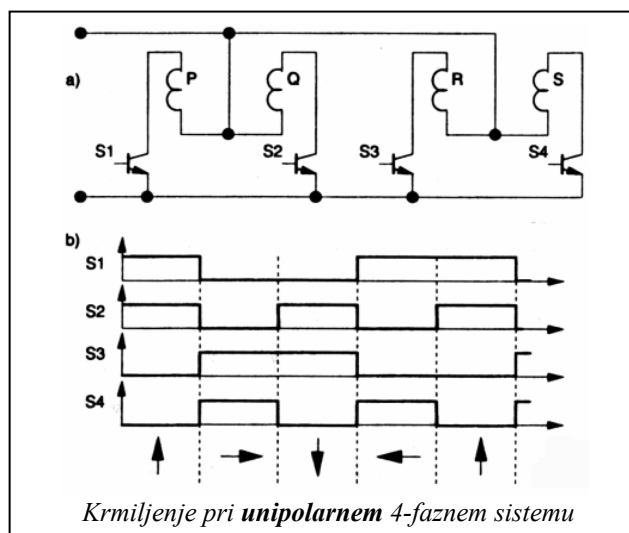 a)
P
Q
R
S
S1
S2
S3
S4
b)
S1
S2
S3
S4
Krmiljenje pri unipolarnem 4-faznem sistemu